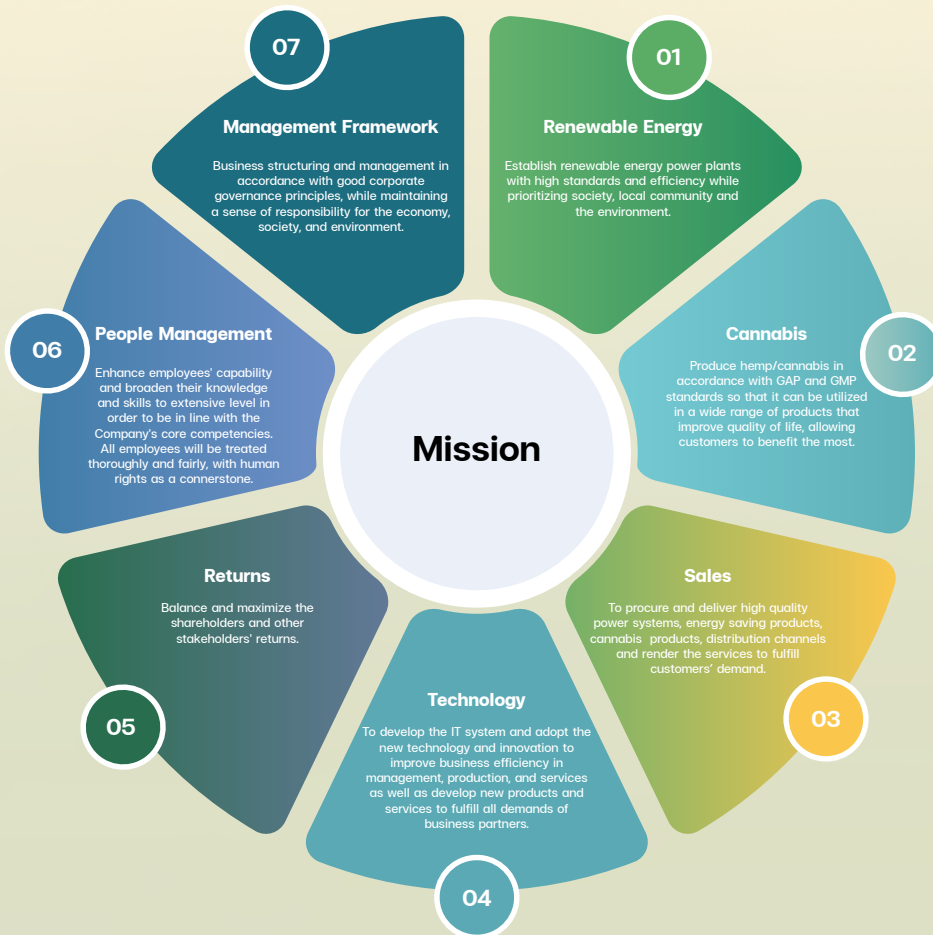 Mission
01
Renewable Energy
Establish renewable energy power plants
with high standards and efficiency while
prioritizing society, local community and
the environment.
02
Cannabis
Produce hemp/cannabis in
accordance with GAP and GMP
standards so that it can be utilized
in a wide range of products that
improve quality of life, allowing
customers to benefit the most.
03
Sales
To procure and deliver high quality
power systems, energy saving products,
cannabis  products, distribution channels
and render the services to fulfill
customers' demand.
04
Technology
To develop the IT system and adopt the
new technology and innovation to
improve business efficiency in
management, production, and services
as well as develop new products and
services to fulfill all demands of
business partners.
05
Returns
Balance and maximize the
shareholders and other
stakeholders' returns.
06
People Management
Enhance employees' capability
and broaden their knowledge
and skills to extensive level in
order to be in line with the
Company's core competencies.
All employees will be treated
thoroughly and fairly, with human
rights as a connerstone.
07
Management Framework
Business structuring and management in
accordance with good corporate
governance principles, while maintaining
a sense of responsibility for the economy,
society, and environment.